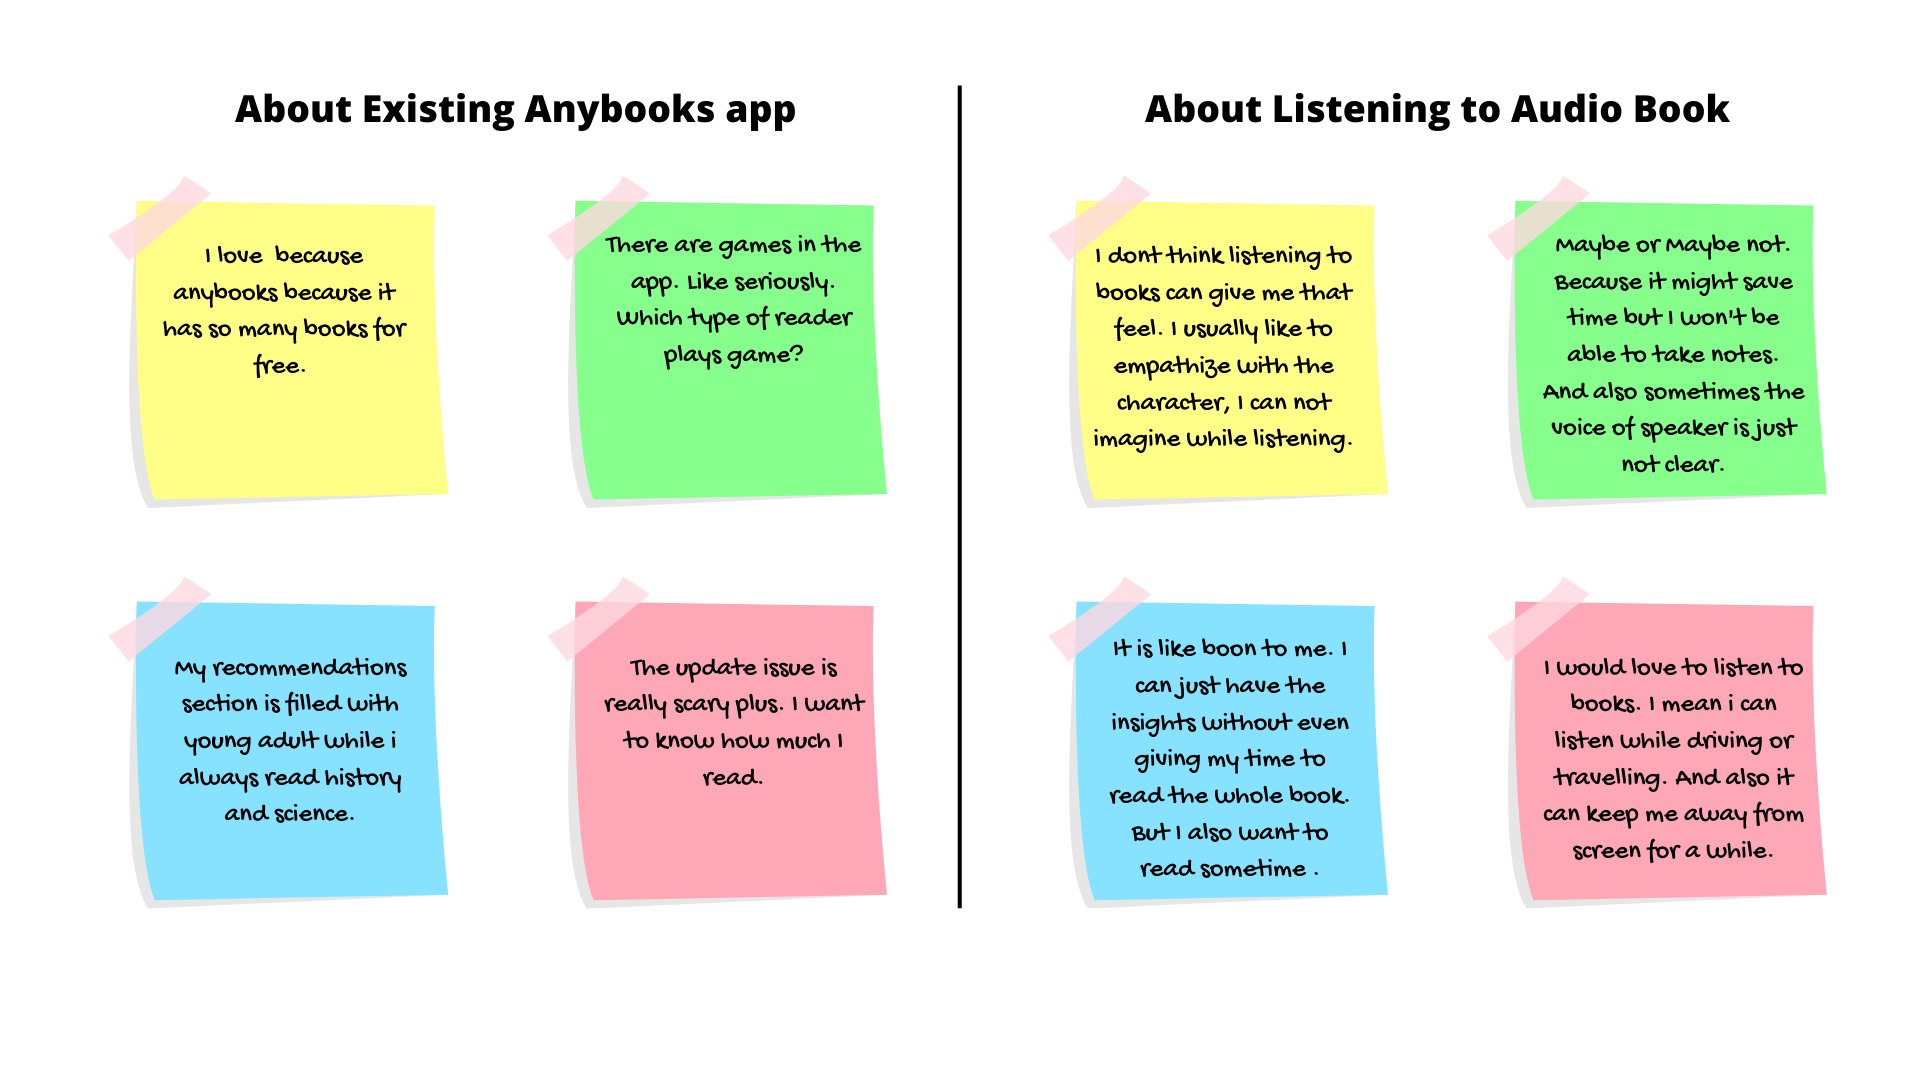 About Existing Anybooks app
I love because
anybooks because it
has so many books for
free.
There are games in the
app. Like seriously.
Which type of reader
plays game?
My recommendations
section is filled with
young adult while i
always read history
and science.
The update issue is
really scary plus. I want
to know how much I
read.
About Listening to Audio Book
I dont think listening to
books can give me that
feel. I usually like to
empathize with the
character, I can not
imagine while listening.
Maybe or Maybe not.
Because it might save
time but I won't be
able to take notes.
And also sometimes the
voice of speaker is just
not clear.
It is like boon to me. I
can just have the
insights without even
giving my time to
read the whole book.
But I also want to
read sometime .
I would love to listen to
books. I mean i can
listen while driving or
travelling. And also it
can keep me away from
screen for a while.